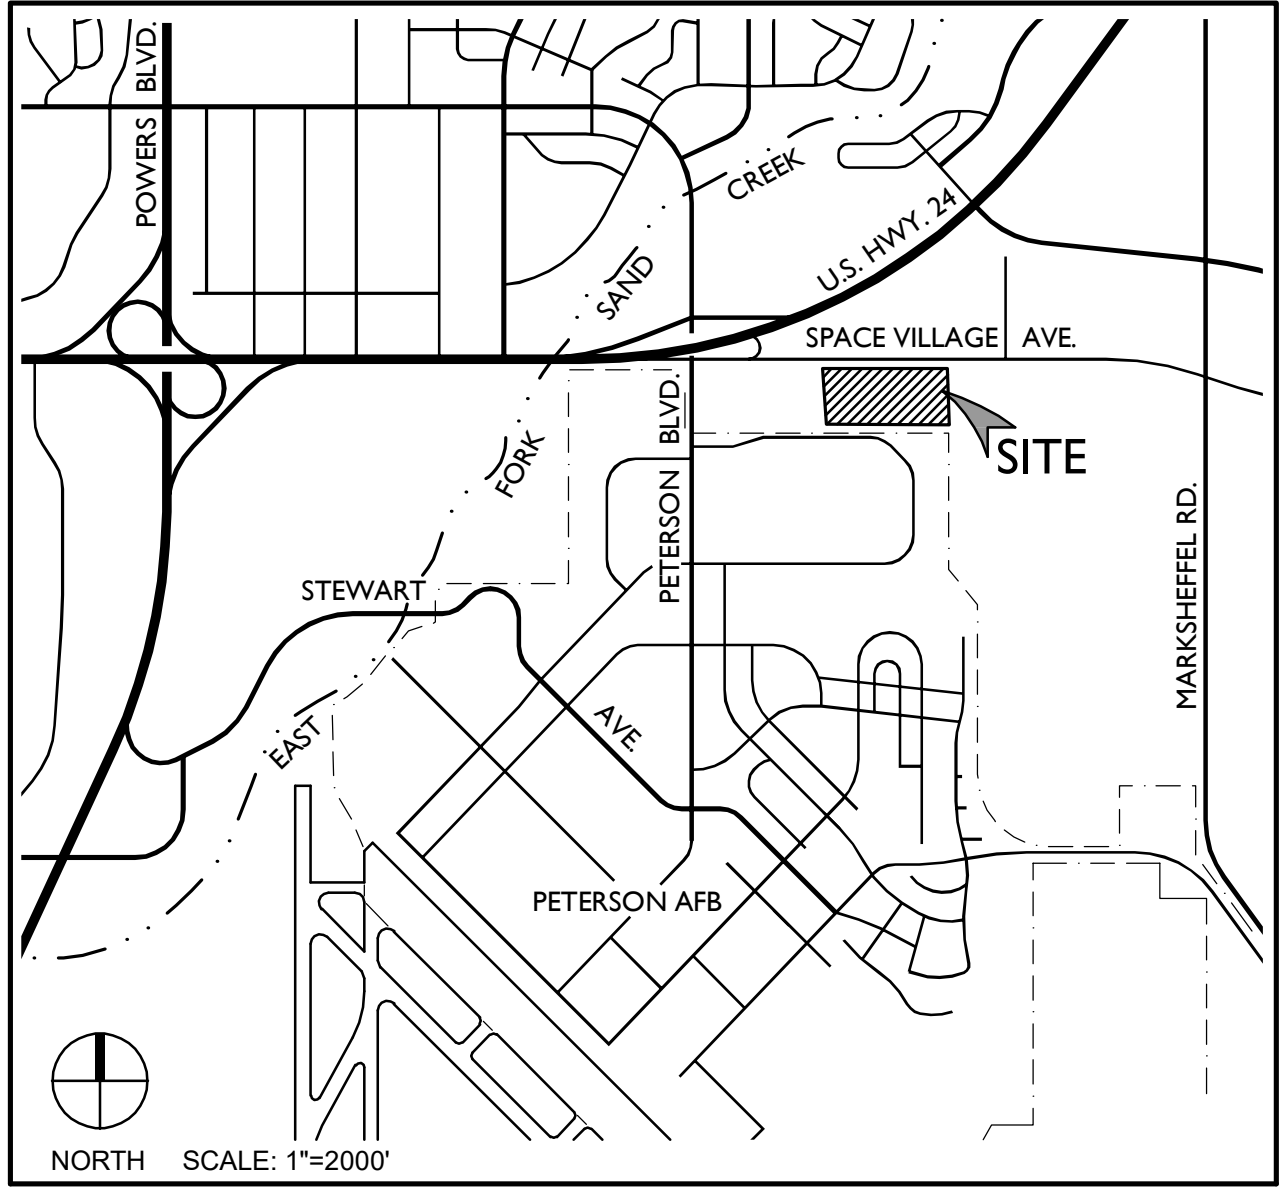 POWERS BLVD.
CREEK
U.S. HWY. 24
SAND
SPACE VILLAGE AVE.
PETERSON BLVD.
FORK
SITE
MARKSHEFFEL RD.
STEWART
AVE.
EAST
PETERSON AFB
NORTH SCALE: 1"=2000'